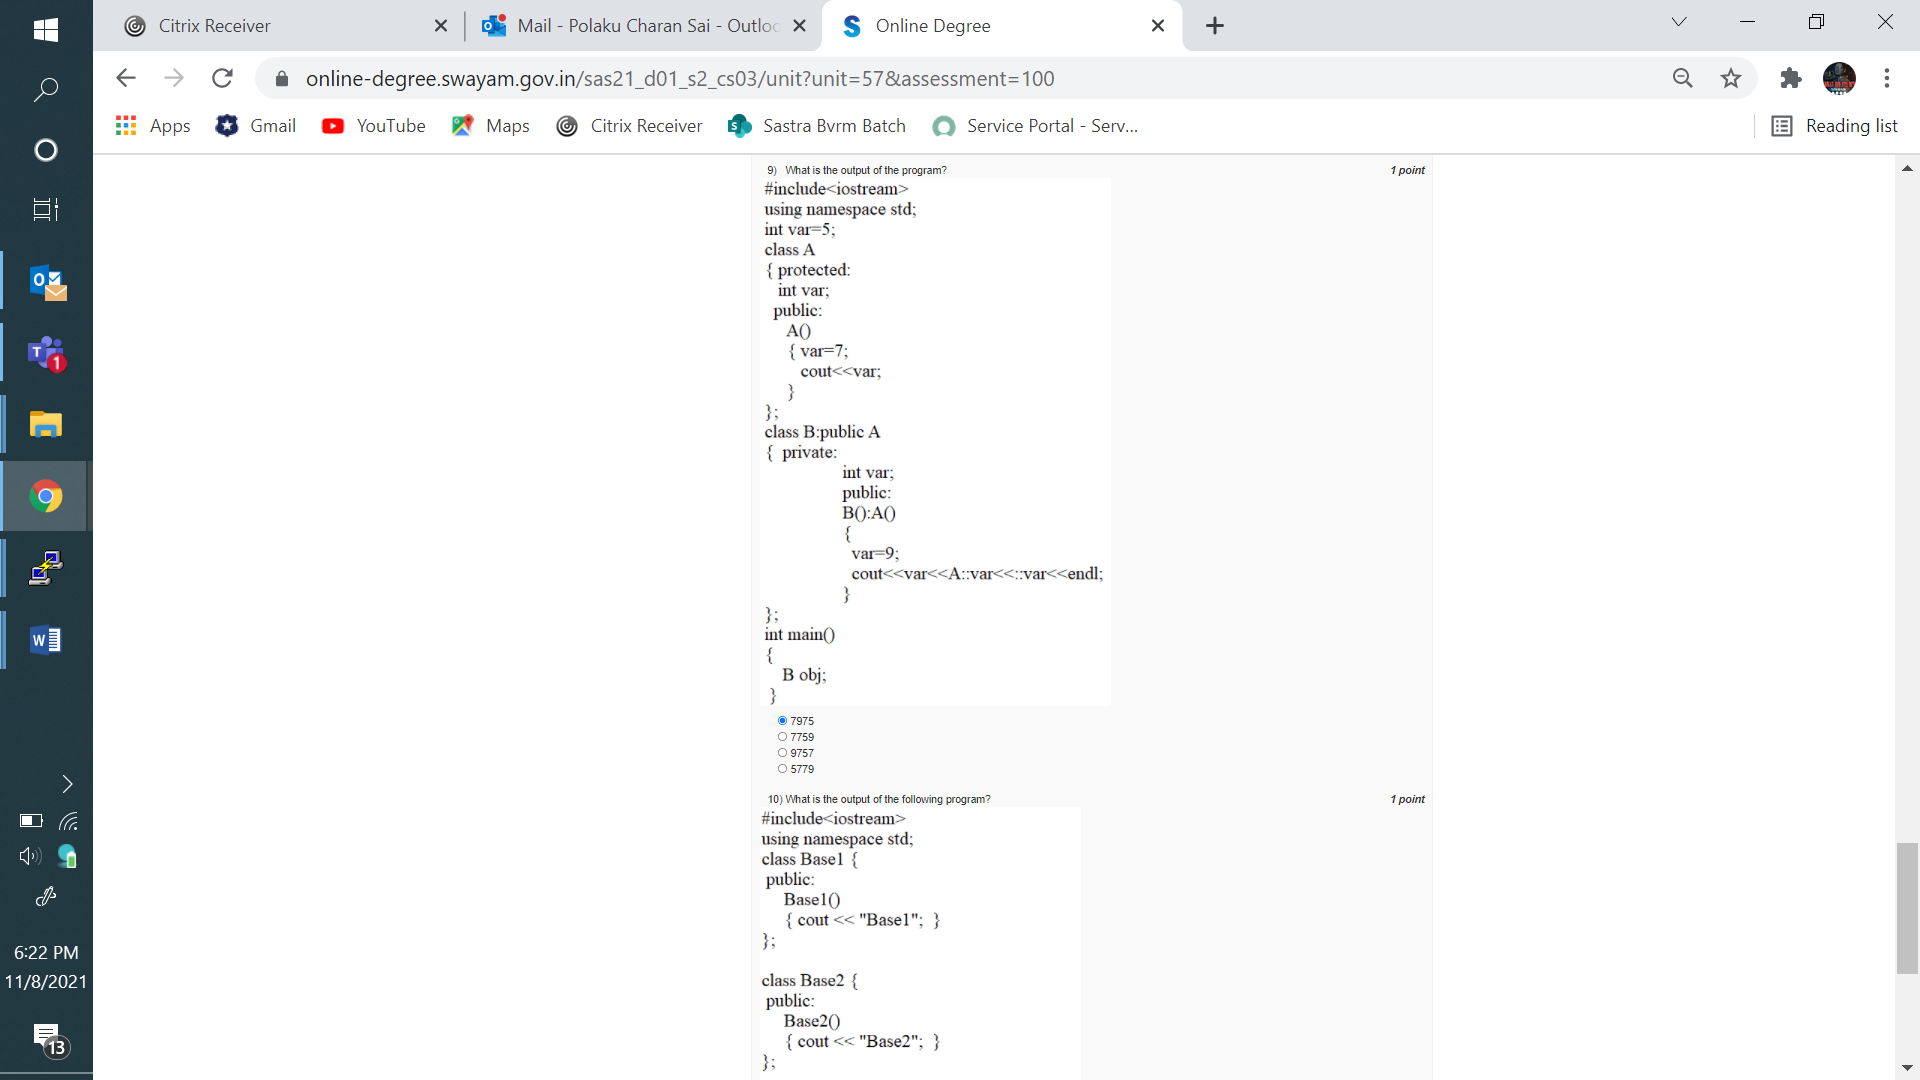 Citrix Receiver
Mail - Polaku Charan Sai - Outloo
Online Degree
online-degree.swayam.gov.in/sas21_d01_s2_cs03/unit?unit=57&assessment=100
Apps
Gmail
YouTube
Maps
Citrix Receiver
Sastra Bvrm Batch
Service Portal - Serv...
Reading list
9) What is the output of the program?
1 point
#include<iostream>
using namespace std;
int var=5;
class A
{ protected:
int var;
public:
A()
{ var=7;
cout<<var;
}
};
class B:public A
{ private:
int var;
public:
B():A()
{
var=9;
cout<<var<<A::var<<::var<<endl;
}
};
int main()
{
B obj;
}
7975
7759
9757
5779
10) What is the output of the following program?
1 point
#include<iostream>
using namespace std;
class Base1 {
public:
Base1()
{ cout << "Base1"; }
};
class Base2 {
public:
Base2()
{ cout << "Base2"; }
};
1
6:22 PM
11/8/2021
13